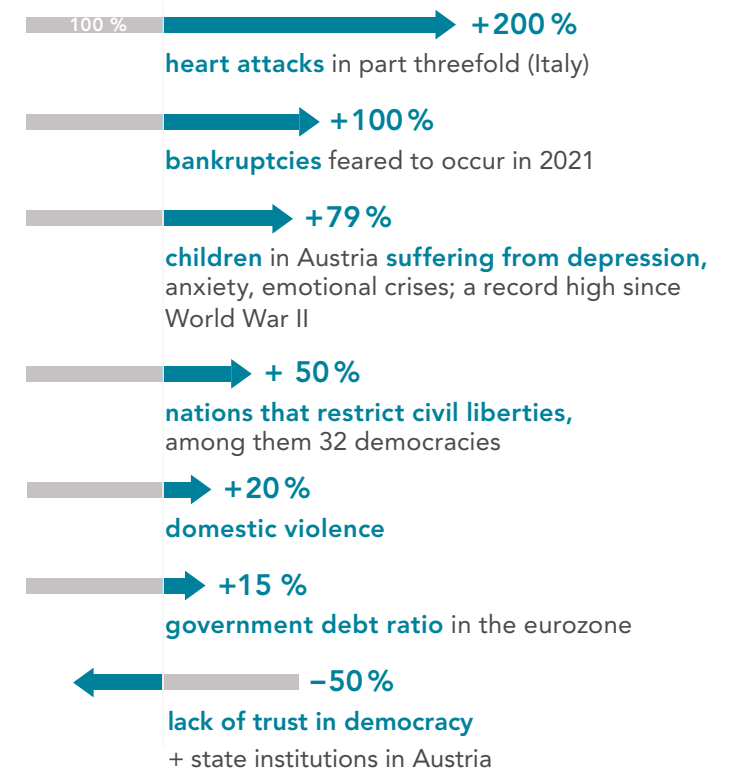 100 %
+200 %
heart attacks in part threefold (Italy)
+100 %
bankruptcies feared to occur in 2021
+79 %
children in Austria suffering from depression,
anxiety, emotional crises; a record high since
World War II
+ 50 %
nations that restrict civil liberties,
among them 32 democracies
+20 %
domestic violence
+15 %
government debt ratio in the eurozone
–50 %
lack of trust in democracy
+ state institutions in Austria